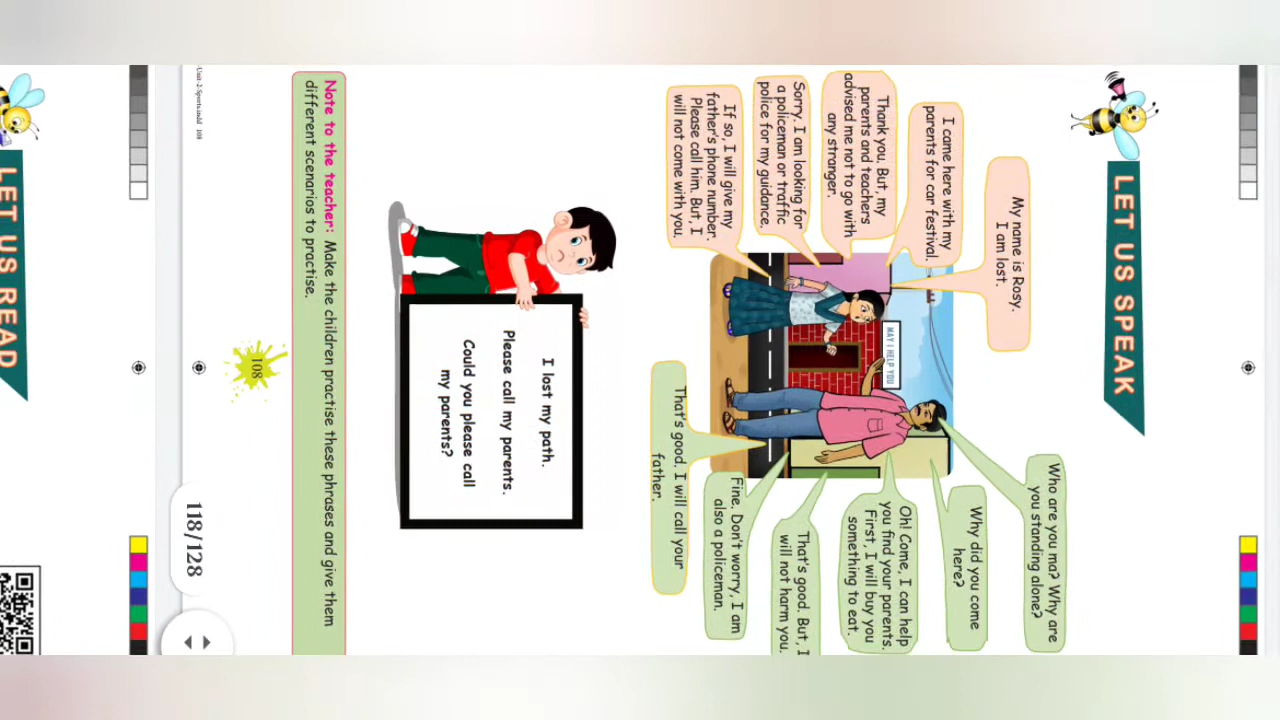 LET US SPEAK
Who are you ma? Why are
you standing alone?
My name is Rosy.
I am lost.
Why did you come
here?
I came here with my
parents for car festival.
Oh! Come, I can help
you find your parents.
First, I will buy you
something to eat.
Thank you. But, my
parents and teachers
advised me not to go with
any stranger.
That's good. But, I
will not harm you.
Sorry. I am looking for
a policeman or traffic
police for my guidance.
Fine. Don't worry, I am
also a policeman.
If so, I will give my
father's phone number.
Please call him. But, I
will not come with you.
That's good. I will call your
father.
MAY I HELP YOU
I lost my path.
Please call my parents.
Could you please call
my parents?
Note to the teacher: Make the children practise these phrases and give them
different scenarios to practise.
108
-Unit -2.Sports.indd 108
118/128
LET US READ